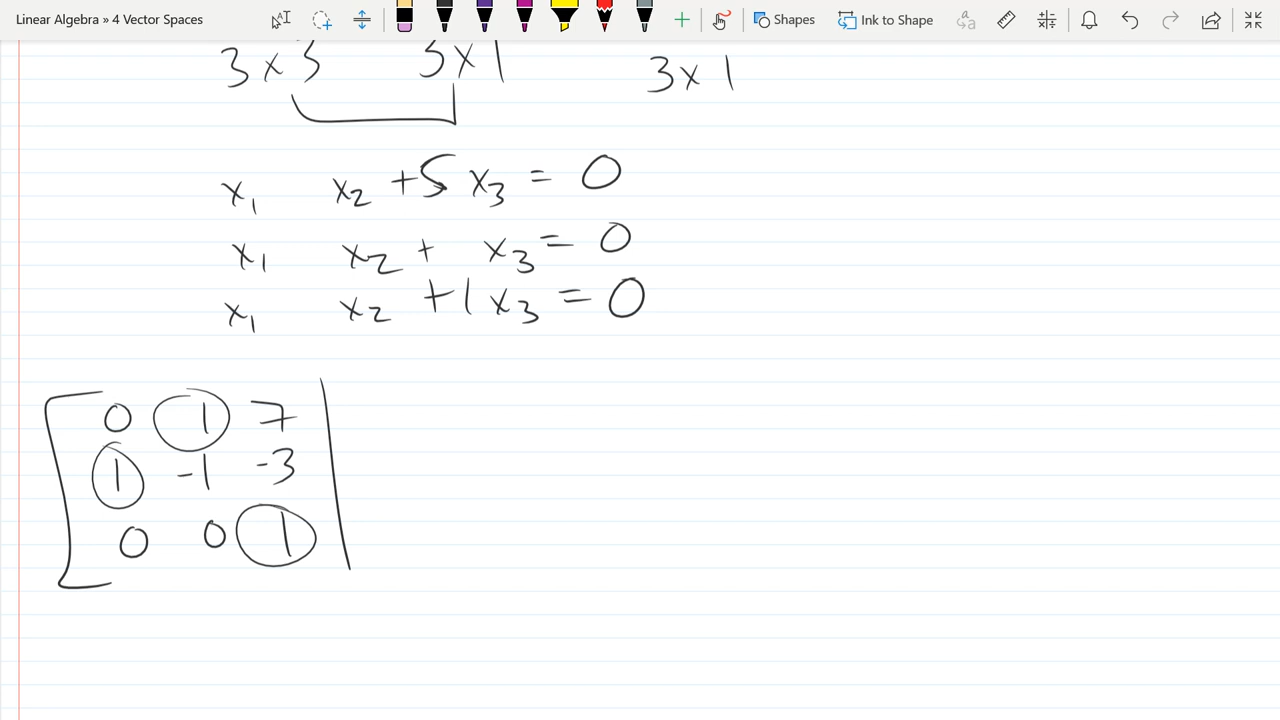 Linear Algebra » 4 Vector Spaces
Shapes
Ink to Shape
3 x 3 3 x 1 3 x 1
x₁ x₂ + 5 x₃ = 0
x₁ x₂ + x₃ = 0
x₁ x₂ + 1 x₃ = 0
0 1 7
1 -1 -3
0 0 1